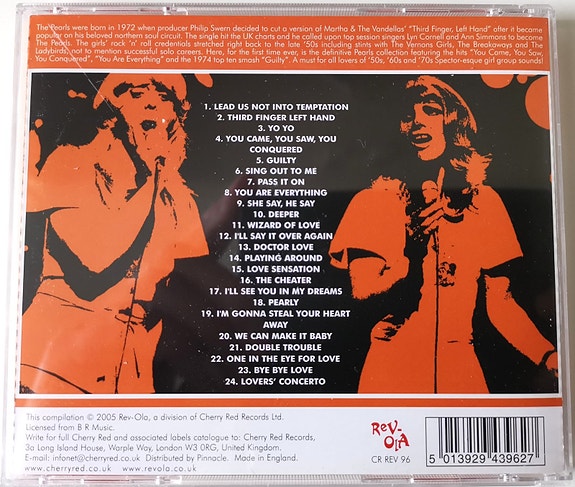 The Pearls were born in 1972 when producer Philip Swern decided to cut a version of Martha & The Vandellas' "Third Finger, Left Hand" after it became
popular on his beloved northern soul circuit. The single hit the UK charts and he called upon top session singers Lyn Cornell and Ann Simmons to become
The Pearls. The girls' rock 'n' roll credentials stretched right back to the late '50s including stints with The Vernons Girls, The Breakaways and The
Ladybirds, not to mention successful solo careers. Here, for the first time ever, is the definitive Pearls collection featuring the hits "You Came, You Saw,
You Conquered", "You Are Everything" and the 1974 top ten smash "Guilty". A must for all lovers of '50s, '60s and '70s Spector-esque girl group sounds!
1. LEAD US NOT INTO TEMPTATION
2. THIRD FINGER LEFT HAND
3. YO YO
4. YOU CAME, YOU SAW, YOU
CONQUERED
5. GUILTY
6. SING OUT TO ME
7. PASS IT ON
8. YOU ARE EVERYTHING
9. SHE SAY, HE SAY
10. DEEPER
11. WIZARD OF LOVE
12. I'LL SAY IT OVER AGAIN
13. DOCTOR LOVE
14. PLAYING AROUND
15. LOVE SENSATION
16. THE CHEATER
17. I'LL SEE YOU IN MY DREAMS
18. PEARLY
19. I'M GONNA STEAL YOUR HEART
AWAY
20. WE CAN MAKE IT BABY
21. DOUBLE TROUBLE
22. ONE IN THE EYE FOR LOVE
23. BYE BYE LOVE
24. LOVERS' CONCERTO
This compilation © 2005 Rev-Ola, a division of Cherry Red Records Ltd.
Licensed from B R Music.
Write for full Cherry Red and associated labels catalogue to: Cherry Red Records,
3a Long Island House, Warple Way, London W3 0RG, United Kingdom.
E-mail: infonet@cherryred.co.uk Distributed by Pinnacle. Made in England.
www.cherryred.co.uk www.revola.co.uk
REV-
OLA
CR REV 96
5 013929 439627